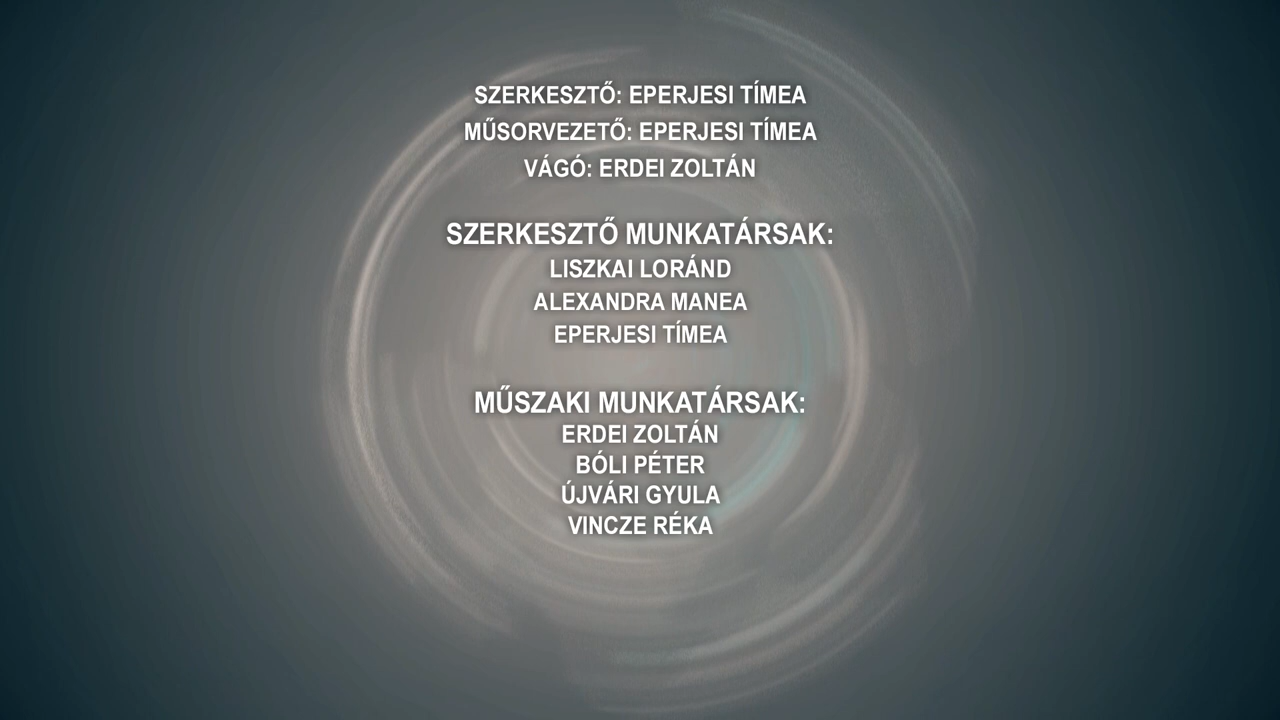 SZERKESZTŐ: EPERJESI TÍMEA
MŰSORVEZETŐ: EPERJESI TÍMEA
VÁGÓ: ERDEI ZOLTÁN
SZERKESZTŐ MUNKATÁRSAK:
LISZKAI LORÁND
ALEXANDRA MANEA
EPERJESI TÍMEA
MŰSZAKI MUNKATÁRSAK:
ERDEI ZOLTÁN
BÓLI PÉTER
ÚJVÁRI GYULA
VINCZE RÉKA